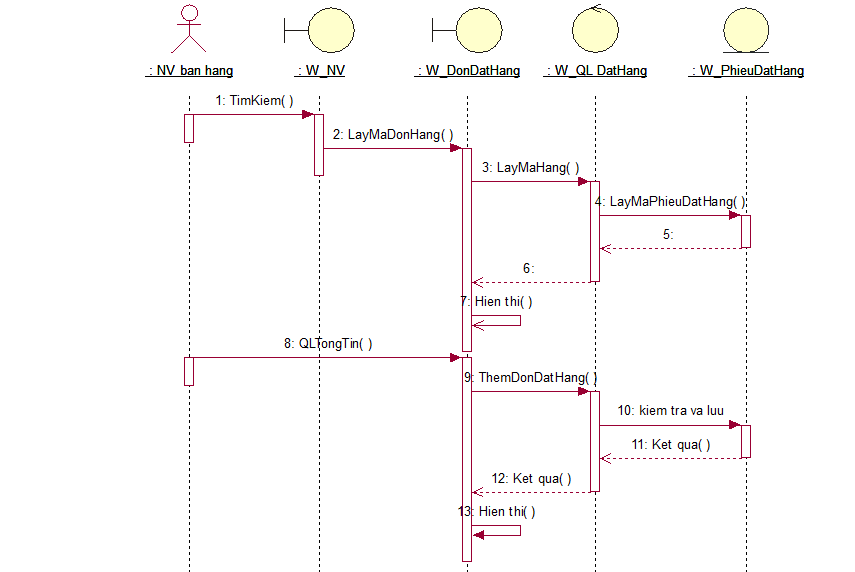 : NV ban hang
: W_NV
: W_DonDatHang
: W_QL DatHang
: W_PhieuDatHang
1: TimKiem( )
2: LayMaDonHang( )
3: LayMaHang( )
4: LayMaPhieuDatHang( )
5:
6:
7: Hien thi( )
8: QLTongTin( )
9: ThemDonDatHang( )
10: kiem tra va luu
11: Ket qua( )
12: Ket qua( )
13: Hien thi( )